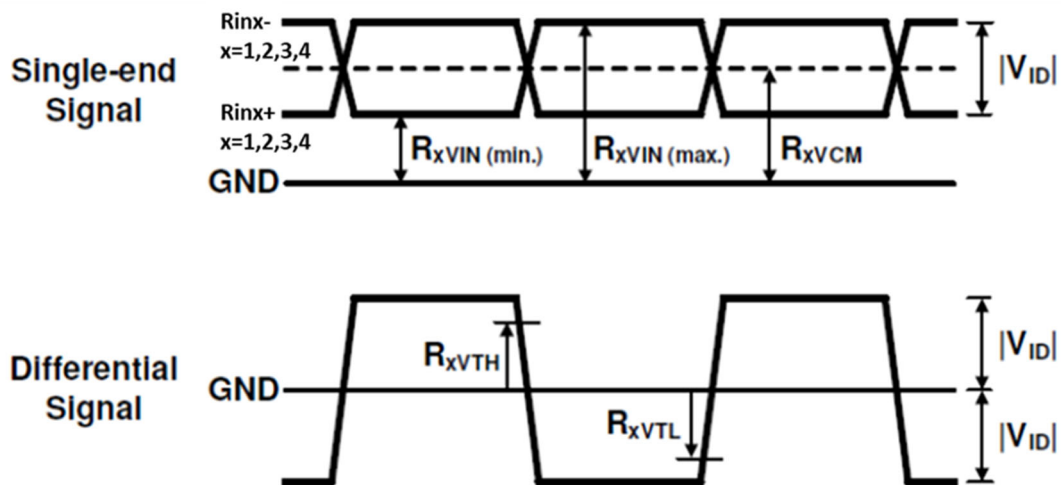 Rinx-
x=1,2,3,4
Single-end
Signal
|VID|
Rinx+
x=1,2,3,4
RxVIN (min.)
RxVIN (max.)
RxVCM
GND
Differential
Signal
GND
RxVTH
|VID|
RxVTL
|VID|